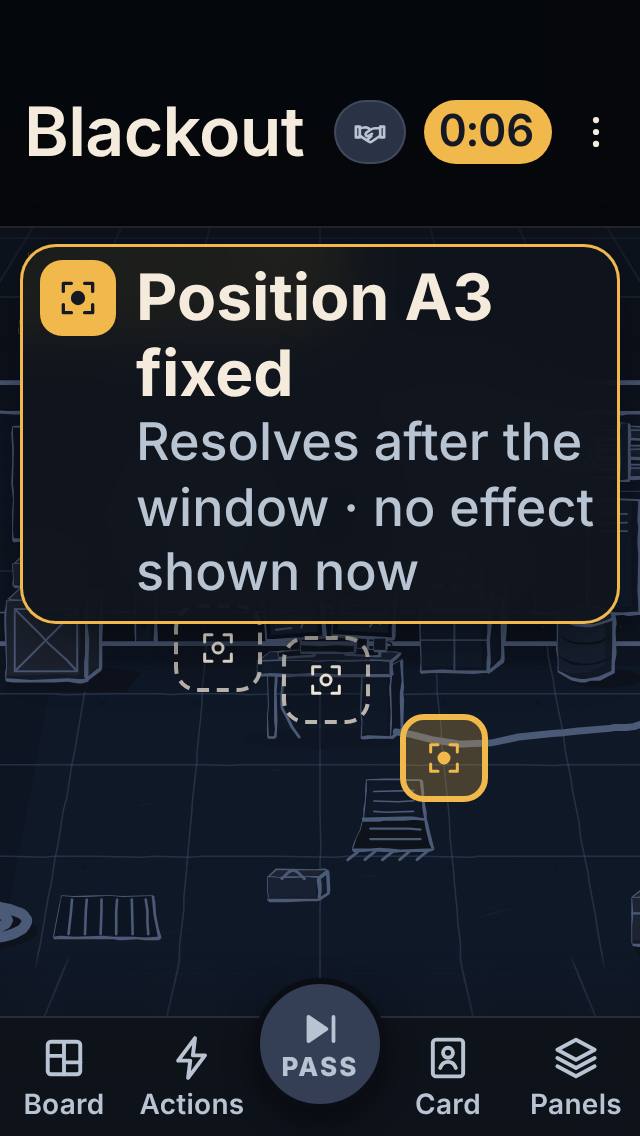 Blackout
0:06
Position A3
fixed
Resolves after the
window · no effect
shown now
PASS
Board
Actions
Card
Panels